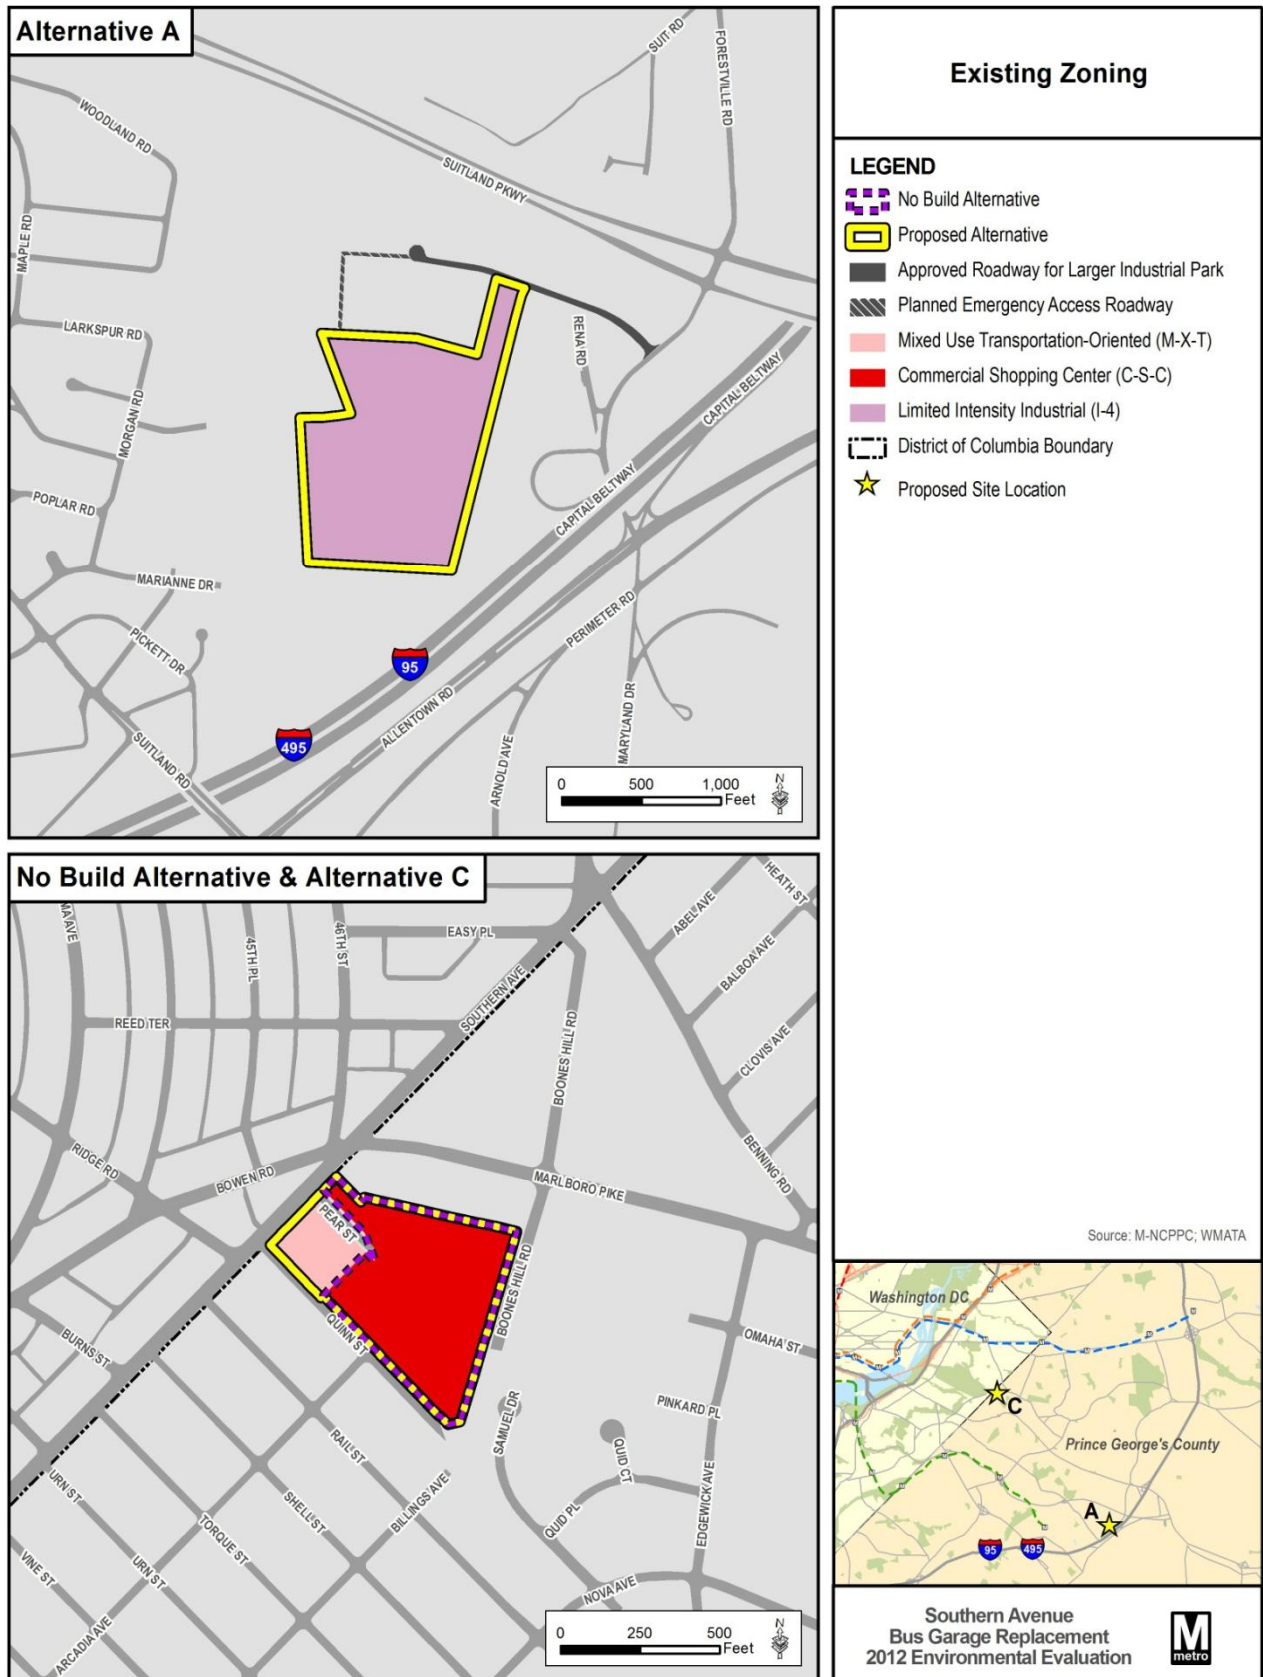 Alternative A
WOODLAND RD
MAPLE RD
LARKSPUR RD
MORGAN RD
POPLAR RD
MARIANNE DR
PICKETT DR
SUITLAND RD
SUIT RD
FORESTVILLE RD
SUITLAND PKWY
RENA RD
CAPITAL BELTWAY
CAPITAL BELTWAY
PERIMETER RD
ALLENTOWN RD
ARNOLD AVE
MARYLAND DR
95
495
0 500 1,000
Feet
N
No Build Alternative & Alternative C
MA AVE
45TH PL
46TH ST
EASY PL
REED TER
SOUTHERN AVE
BOONES HILL RD
ABEL AVE
HEATH ST
BALBOA AVE
CLOVIS AVE
BENNING RD
RIDGE RD
BOWEN RD
MARLBORO PIKE
PEAR ST
BOONES HILL RD
QUINN ST
BURNS ST
OMAHA ST
PINKARD PL
SAMUEL DR
QUID CT
QUID PL
EDGEWICK AVE
NOVA AVE
RAIL ST
BILLINGS AVE
SHELL ST
TORQUE ST
URN ST
URN ST
VINE ST
ARCADIA AVE
0 250 500
Feet
N
Existing Zoning
LEGEND
No Build Alternative
Proposed Alternative
Approved Roadway for Larger Industrial Park
Planned Emergency Access Roadway
Mixed Use Transportation-Oriented (M-X-T)
Commercial Shopping Center (C-S-C)
Limited Intensity Industrial (I-4)
District of Columbia Boundary
Proposed Site Location
Source: M-NCPPC; WMATA
Washington DC
C
Prince George's County
A
95
495
Southern Avenue
Bus Garage Replacement
2012 Environmental Evaluation
M
metro